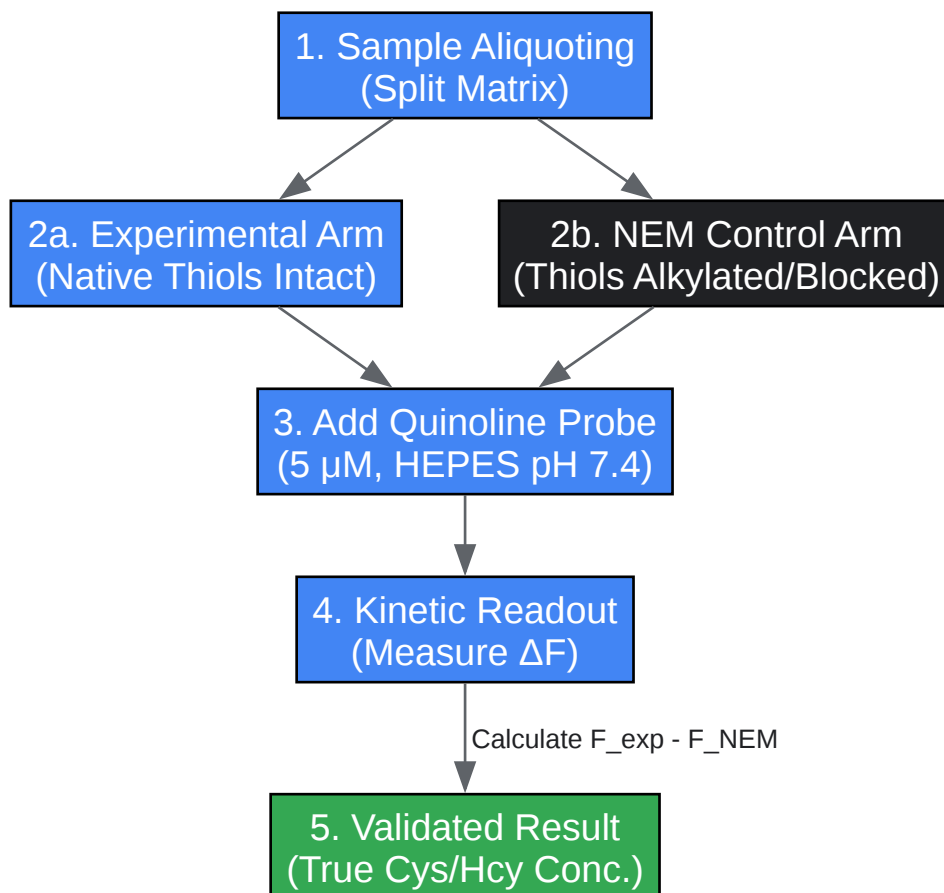 1. Sample Aliquoting
(Split Matrix)
2a. Experimental Arm
(Native Thiols Intact)
2b. NEM Control Arm
(Thiols Alkylated/Blocked)
3. Add Quinoline Probe
(5 μM, HEPES pH 7.4)
4. Kinetic Readout
(Measure ΔF)
Calculate F_exp - F_NEM
5. Validated Result
(True Cys/Hcy Conc.)